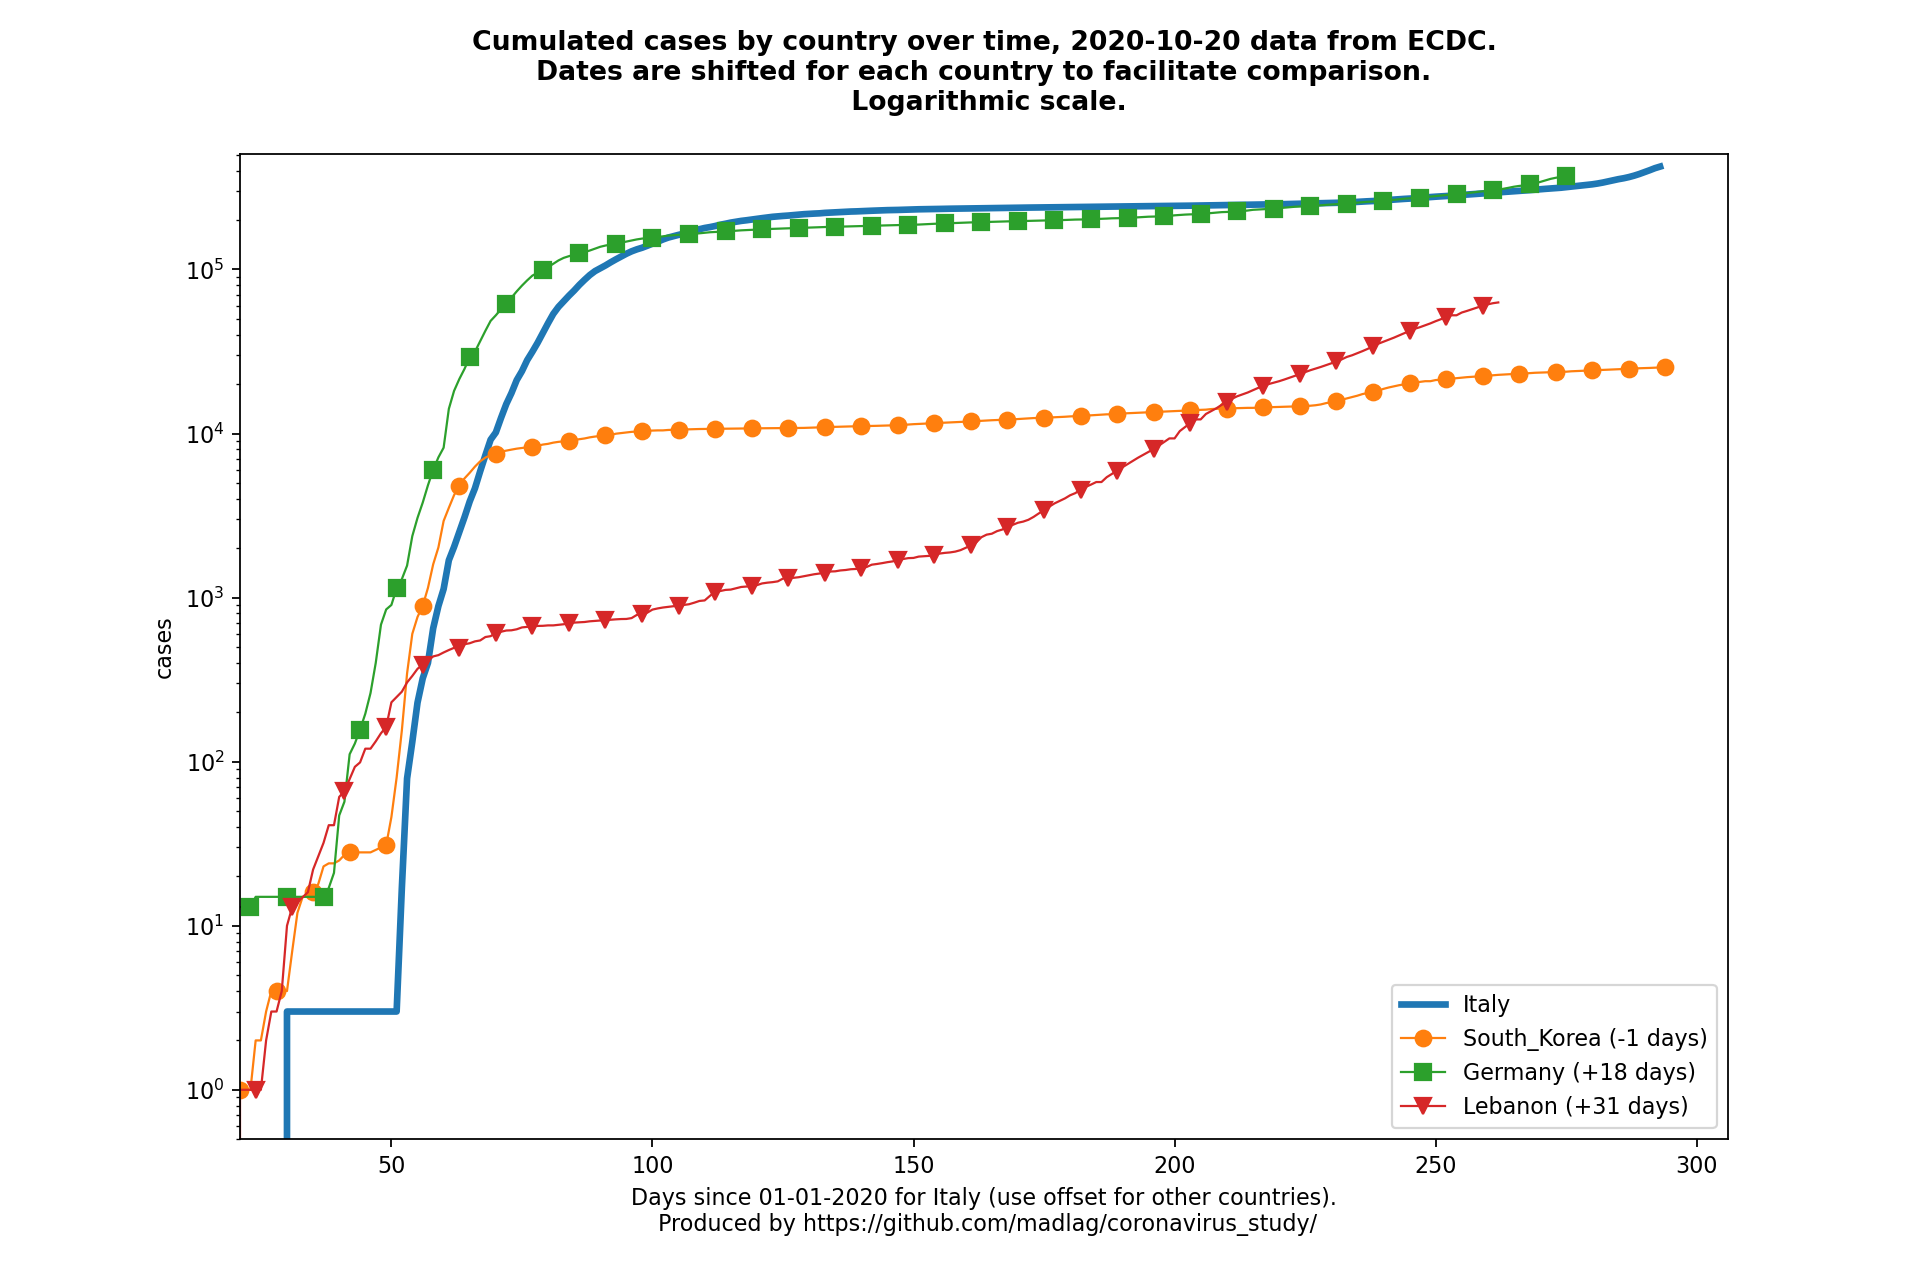 Cumulated cases by country over time, 2020-10-20 data from ECDC.
Dates are shifted for each country to facilitate comparison.
Logarithmic scale.
10⁵
10⁴
10³
10²
10¹
10⁰
cases
Italy
South_Korea (-1 days)
Germany (+18 days)
Lebanon (+31 days)
50 100 150 200 250 300
Days since 01-01-2020 for Italy (use offset for other countries).
Produced by https://github.com/madlag/coronavirus_study/